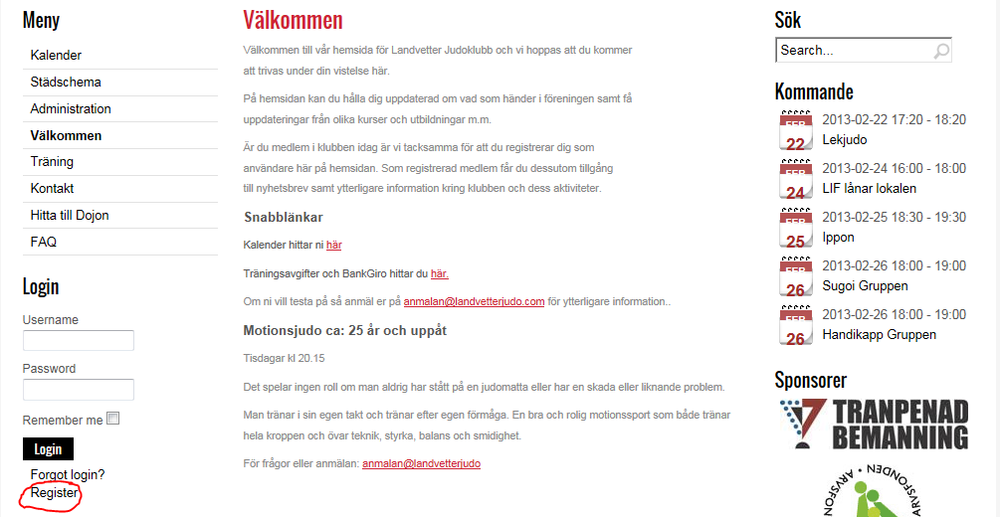 Meny
Kalender
Städschema
Administration
Välkommen
Träning
Kontakt
Hitta till Dojon
FAQ
Login
Username
Password
Remember me
Login
Forgot login?
Register
Välkommen
Välkommen till vår hemsida för Landvetter Judoklubb och vi hoppas att du kommer
att trivas under din vistelse här.
På hemsidan kan du hålla dig uppdaterad om vad som händer i föreningen samt få
uppdateringar från olika kurser och utbildningar m.m.
Är du medlem i klubben idag är vi tacksamma för att du registrerar dig som
användare här på hemsidan. Som registrerad medlem får du dessutom tillgång
till nyhetsbrev samt ytterligare information kring klubben och dess aktiviteter.
Snabblänkar
Kalender hittar ni här
Träningsavgifter och BankGiro hittar du här.
Om ni vill testa på så anmäl er på anmalan@landvetterjudo.com för ytterligare information..
Motionsjudo ca: 25 år och uppåt
Tisdagar kl 20.15
Det spelar ingen roll om man aldrig har stått på en judomatta eller har en skada eller liknande problem.
Man tränar i sin egen takt och tränar efter egen förmåga. En bra och rolig motionssport som både tränar
hela kroppen och övar teknik, styrka, balans och smidighet.
För frågor eller anmälan: anmalan@landvetterjudo
Sök
Search...
Kommande
FEB
22
2013-02-22 17:20 - 18:20
Lekjudo
FEB
24
2013-02-24 16:00 - 18:00
LIF lånar lokalen
FEB
25
2013-02-25 18:30 - 19:30
Ippon
FEB
26
2013-02-26 18:00 - 19:00
Sugoi Gruppen
FEB
26
2013-02-26 18:00 - 19:00
Handikapp Gruppen
Sponsorer
TRANPENAD
BEMANNING
ARVSFONDEN • ARVSFON